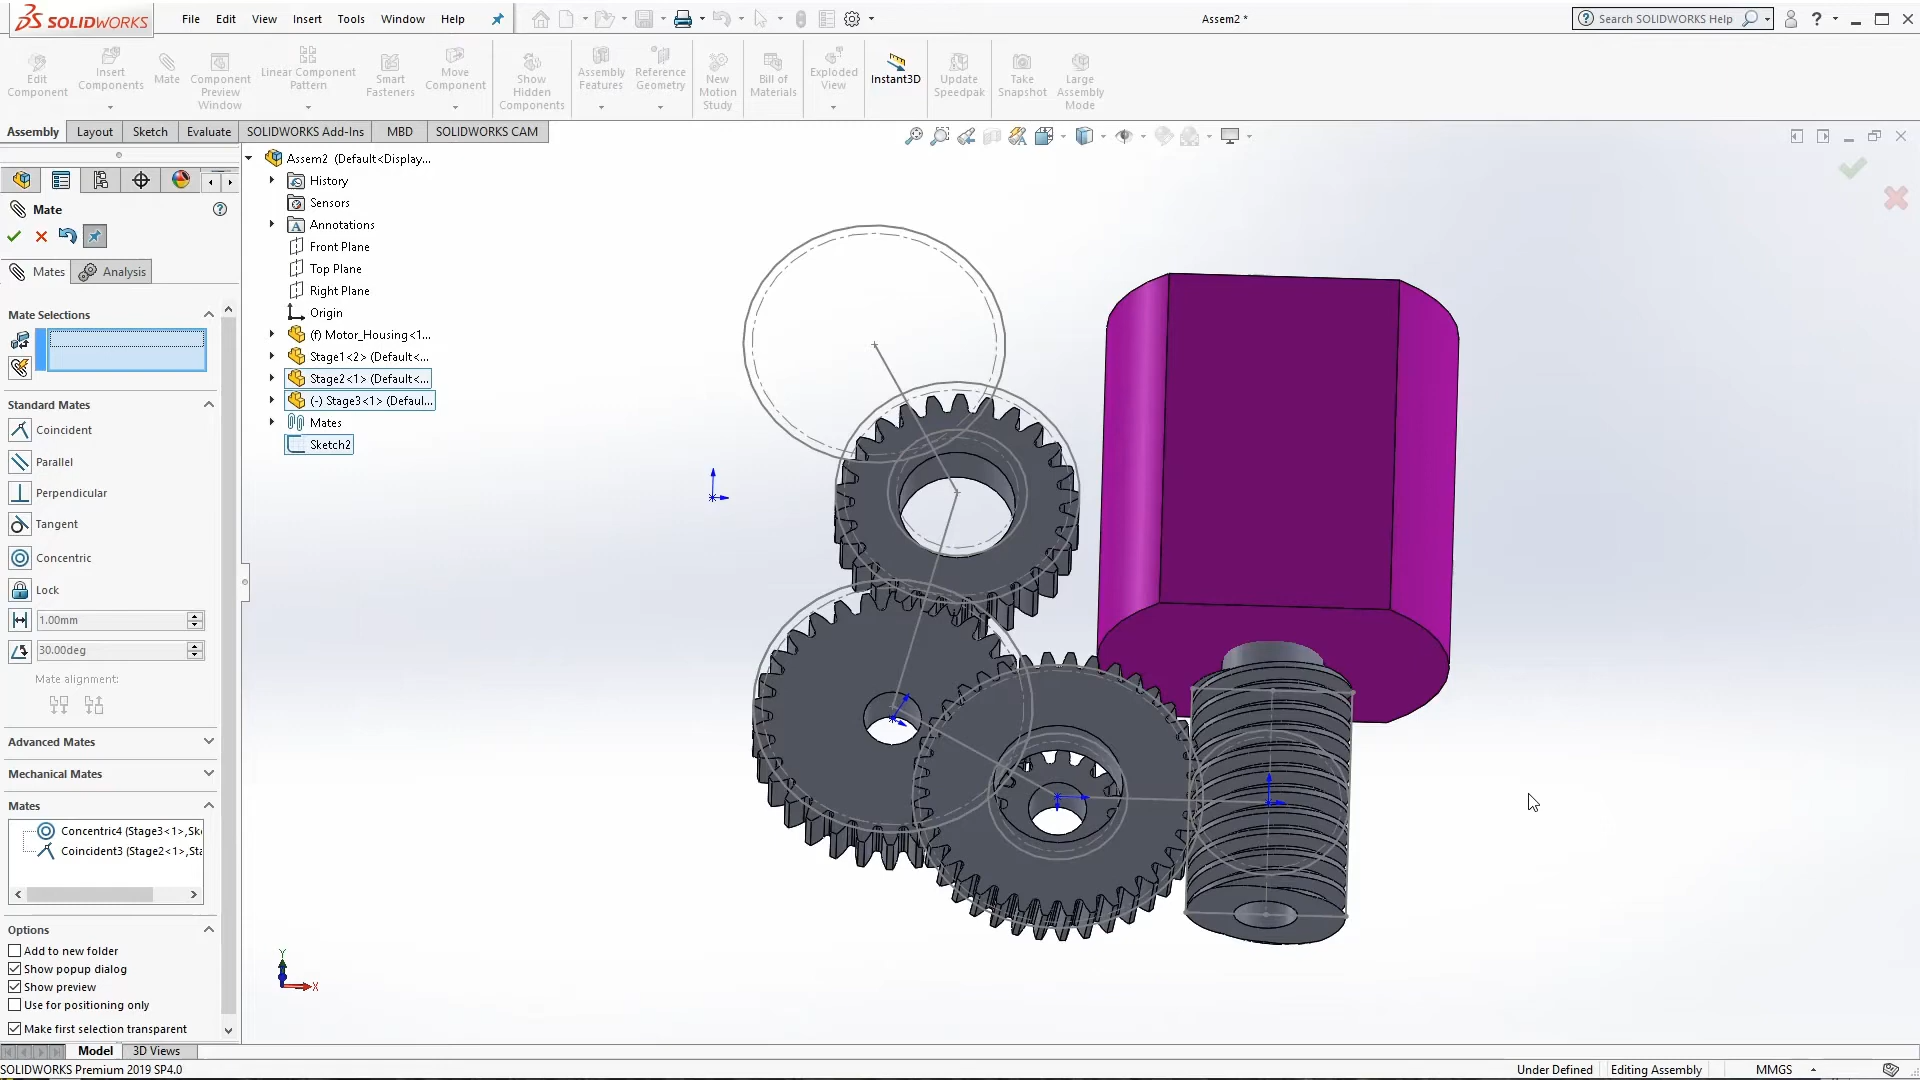 SOLIDWORKS
File Edit View Insert Tools Window Help
Assem2 *
Search SOLIDWORKS Help
Edit Component
Insert Components
Mate
Component Preview Window
Linear Component Pattern
Smart Fasteners
Move Component
Show Hidden Components
Assembly Features
Reference Geometry
New Motion Study
Bill of Materials
Exploded View
Instant3D
Update Speedpak
Take Snapshot
Large Assembly Mode
Assembly Layout Sketch Evaluate SOLIDWORKS Add-Ins MBD SOLIDWORKS CAM
Mate
Mates Analysis
Mate Selections
Standard Mates
Coincident
Parallel
Perpendicular
Tangent
Concentric
Lock
1.00mm
30.00deg
Mate alignment:
Advanced Mates
Mechanical Mates
Mates
Concentric4 (Stage3<1>,Sk
Coincident3 (Stage2<1>,Sta
Options
Add to new folder
Show popup dialog
Show preview
Use for positioning only
Make first selection transparent
Assem2 (Default<Display...
History
Sensors
Annotations
Front Plane
Top Plane
Right Plane
Origin
(f) Motor_Housing<1...
Stage1<2> (Default<...
Stage2<1> (Default<...
(-) Stage3<1> (Defaul...
Mates
Sketch2
Y
X
Model 3D Views
SOLIDWORKS Premium 2019 SP4.0
Under Defined Editing Assembly MMGS